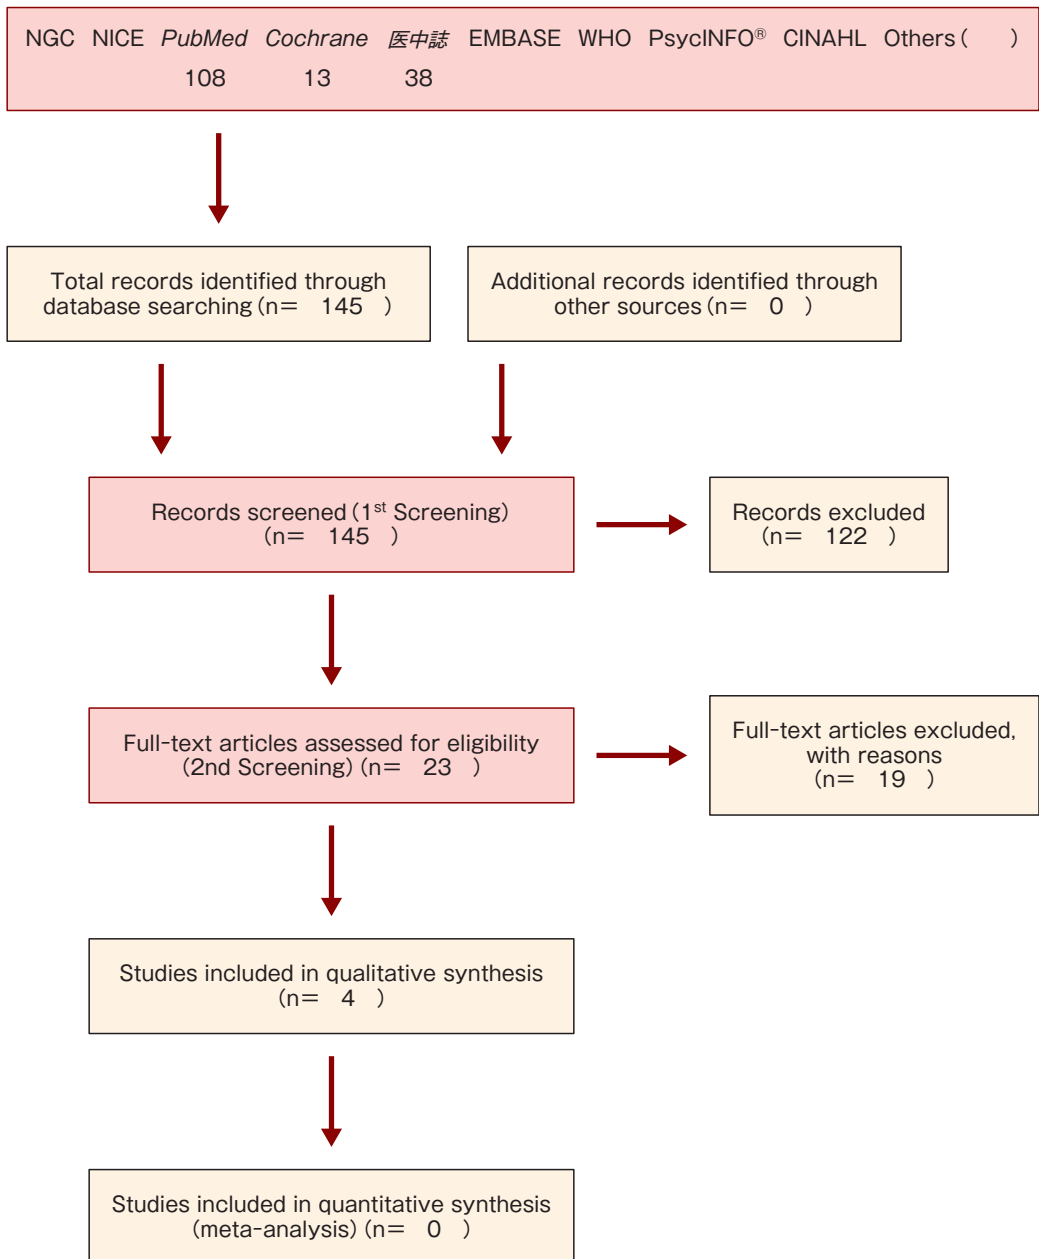 NGC NICE PubMed Cochrane 医中誌 EMBASE WHO PsycINFO® CINAHL Others( )
108 13 38
Total records identified through
database searching(n= 145 )
Additional records identified through
other sources(n= 0 )
Records screened(1st Screening)
(n= 145 )
Records excluded
(n= 122 )
Full-text articles assessed for eligibility
(2nd Screening)(n= 23 )
Full-text articles excluded,
with reasons
(n= 19 )
Studies included in qualitative synthesis
(n= 4 )
Studies included in quantitative synthesis
(meta-analysis)(n= 0 )